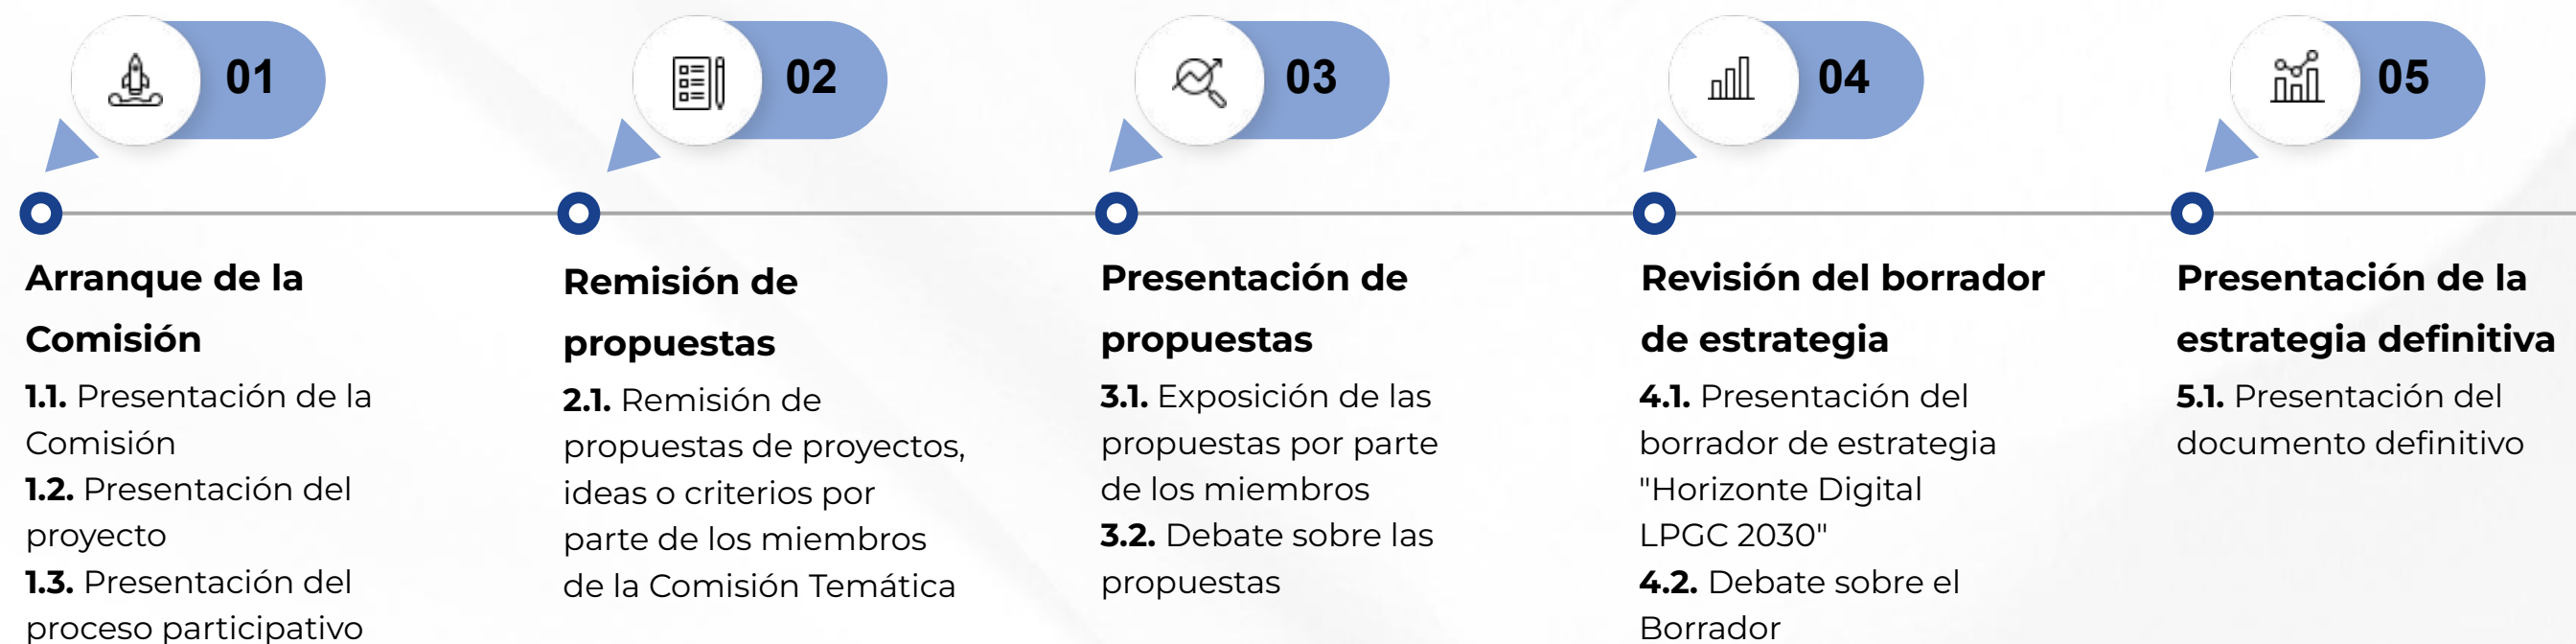 01
Arranque de la
Comisión
1.1. Presentación de la
Comisión
1.2. Presentación del
proyecto
1.3. Presentación del
proceso participativo
02
Remisión de
propuestas
2.1. Remisión de
propuestas de proyectos,
ideas o criterios por
parte de los miembros
de la Comisión Temática
03
Presentación de
propuestas
3.1. Exposición de las
propuestas por parte
de los miembros
3.2. Debate sobre las
propuestas
04
Revisión del borrador
de estrategia
4.1. Presentación del
borrador de estrategia
"Horizonte Digital
LPGC 2030"
4.2. Debate sobre el
Borrador
05
Presentación de la
estrategia definitiva
5.1. Presentación del
documento definitivo